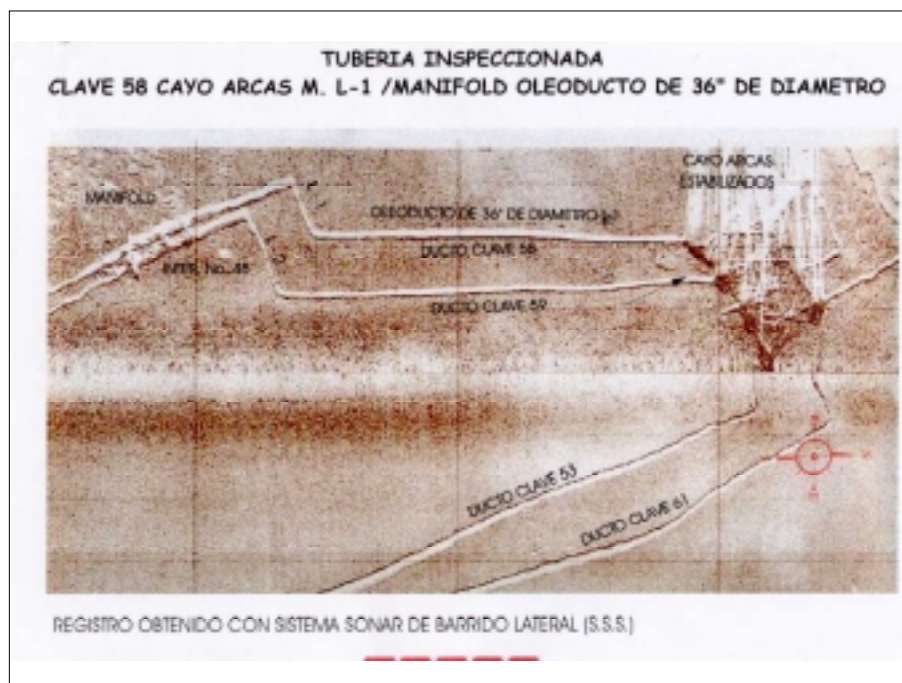 TUBERIA INSPECCIONADA
CLAVE 58 CAYO ARCAS M. L-1 /MANIFOLD OLEODUCTO DE 36" DE DIAMETRO
CAYO ARCAS
ESTABILIZADOS
MANIFOLD
OLEODUCTO DE 36" DE DIAMETRO
DUCTO CLAVE 58
INTER. No.
DUCTO CLAVE 59
DUCTO CLAVE 53
DUCTO CLAVE 61
REGISTRO OBTENIDO CON SISTEMA SONAR DE BARRIDO LATERAL (S.S.S.)